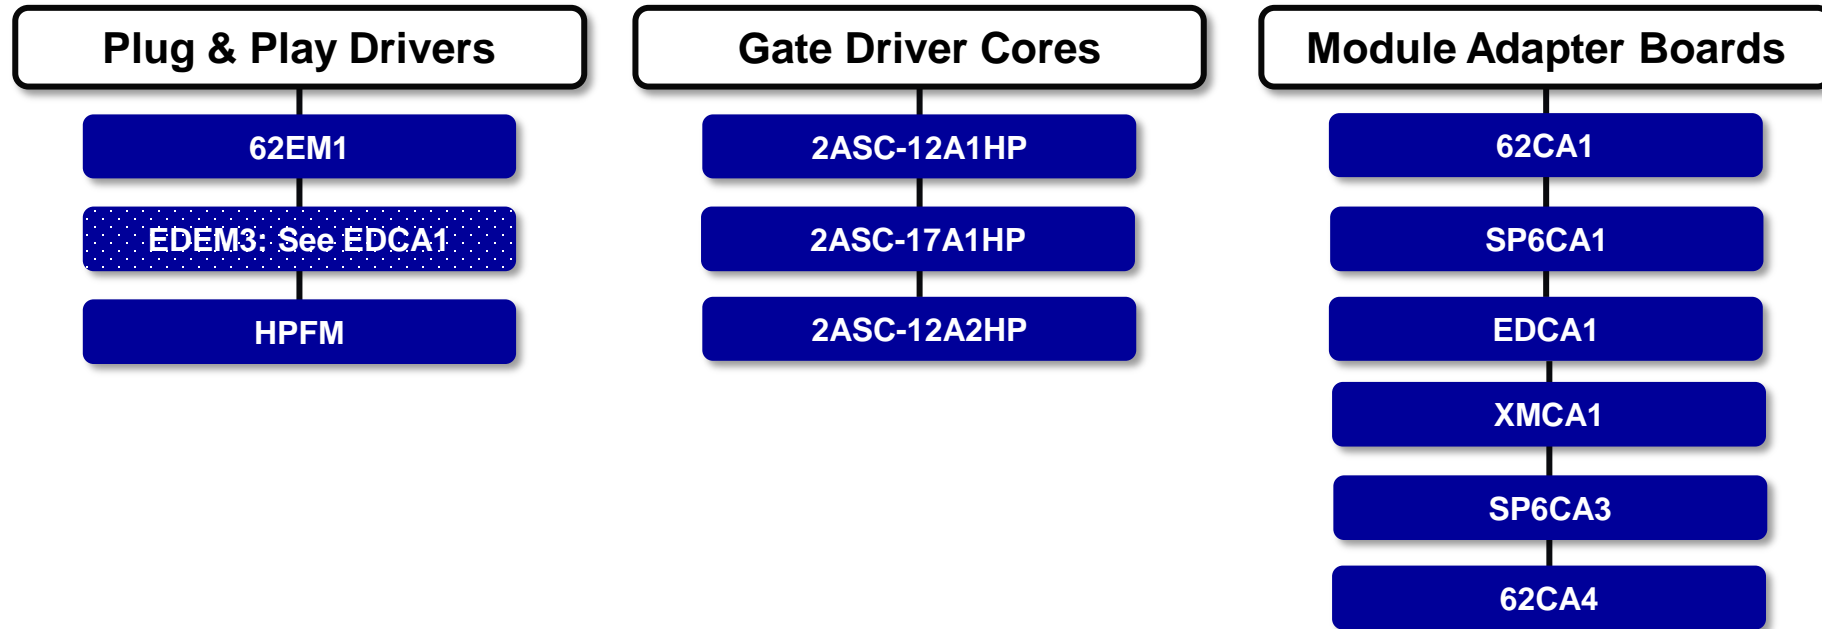 Plug & Play Drivers
62EM1
EDEM3: See EDCA1
HPFM
Gate Driver Cores
2ASC-12A1HP
2ASC-17A1HP
2ASC-12A2HP
Module Adapter Boards
62CA1
SP6CA1
EDCA1
XMCA1
SP6CA3
62CA4